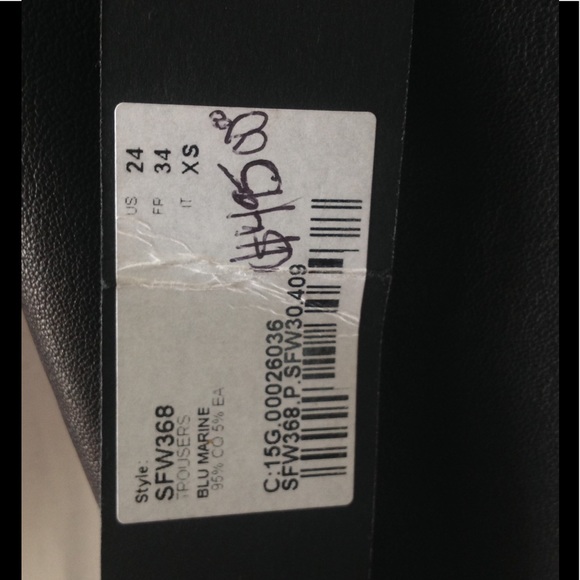 Style:
SFW368
TROUSERS
BLU MARINE
95% CO 5% EA
US 24
FR 34
IT XS
$495 00
C:15G.00026036
SFW368.P.SFW30.409